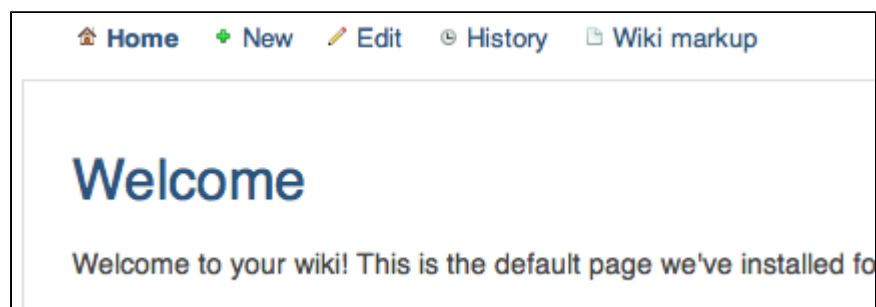 Home New Edit History Wiki markup
Welcome
Welcome to your wiki! This is the default page we've installed fo